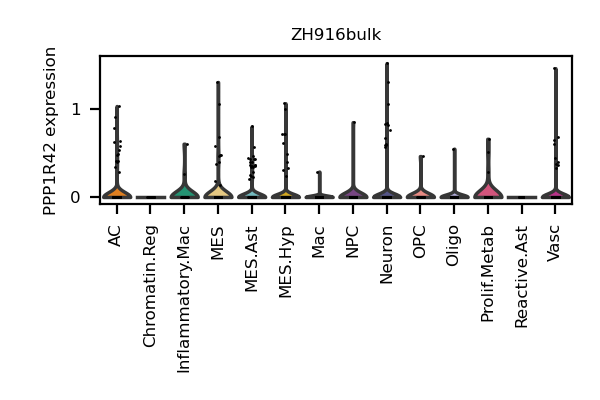 ZH916bulk
PPP1R42 expression
1
0
AC
Chromatin.Reg
Inflammatory.Mac
MES
MES.Ast
MES.Hyp
Mac
NPC
Neuron
OPC
Oligo
Prolif.Metab
Reactive.Ast
Vasc